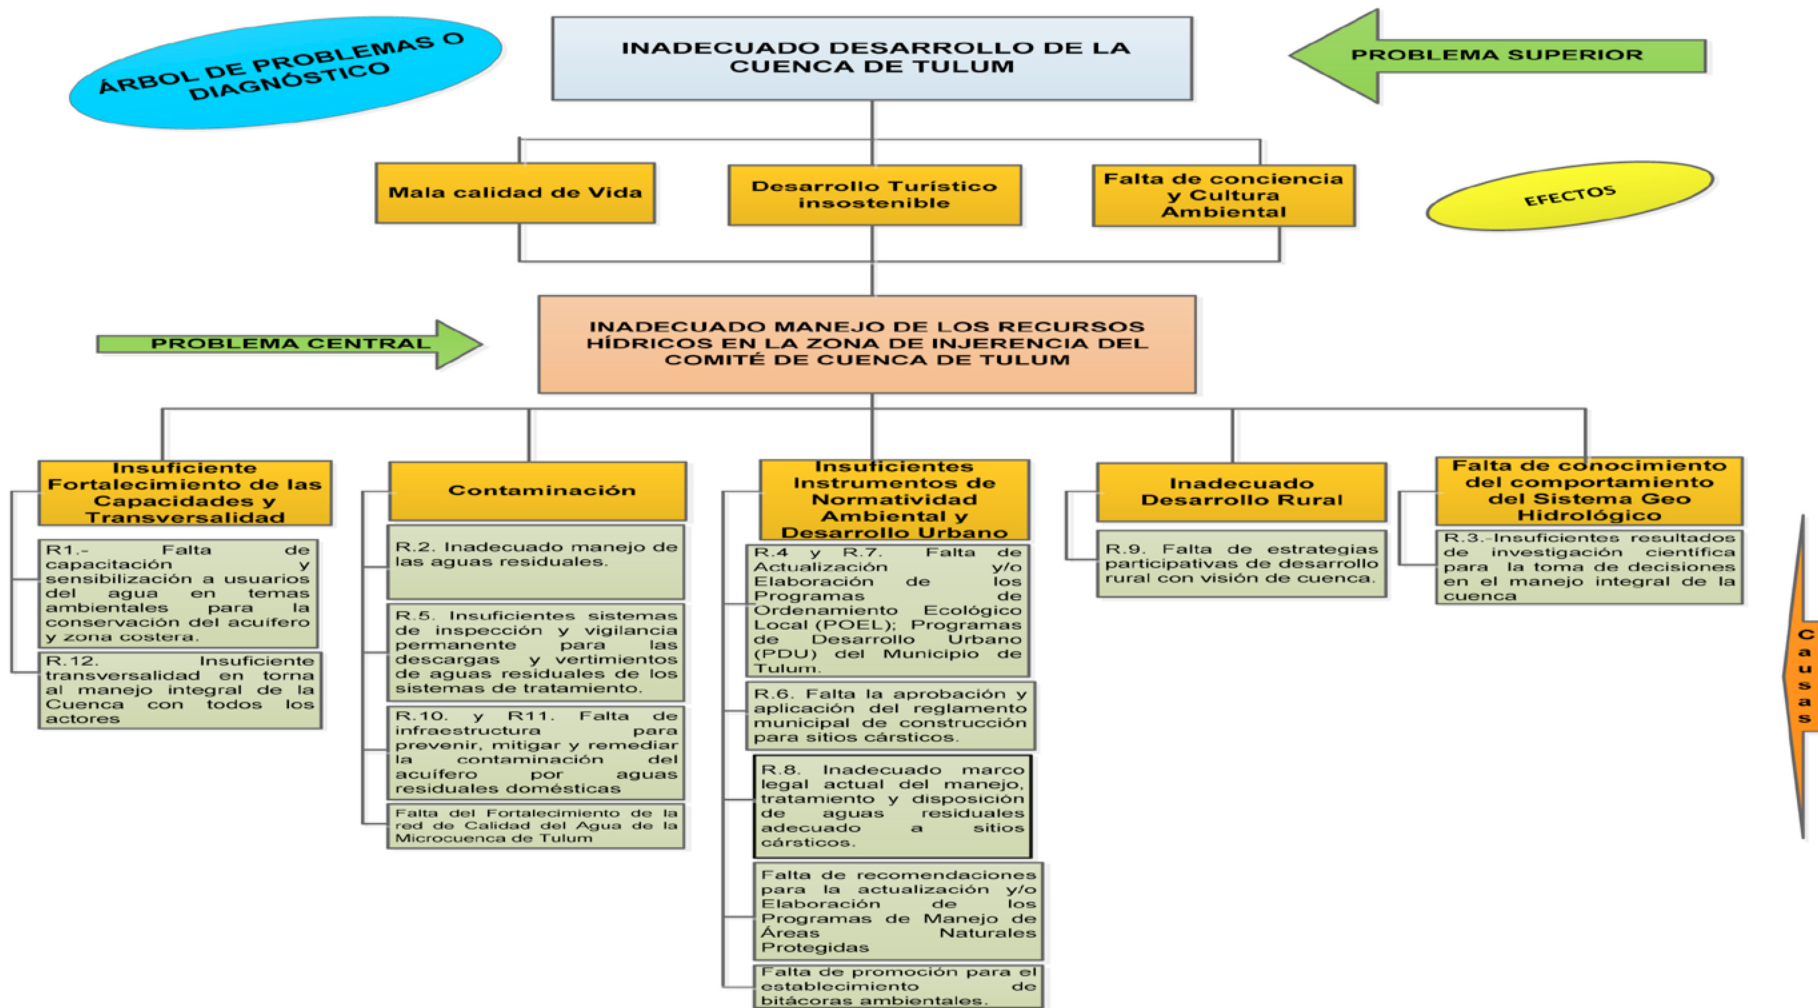 ÁRBOL DE PROBLEMAS O
DIAGNÓSTICO
INADECUADO DESARROLLO DE LA
CUENCA DE TULUM
PROBLEMA SUPERIOR
Mala calidad de Vida
Desarrollo Turístico
insostenible
Falta de conciencia
y Cultura
Ambiental
EFECTOS
PROBLEMA CENTRAL
INADECUADO MANEJO DE LOS RECURSOS
HÍDRICOS EN LA ZONA DE INJERENCIA DEL
COMITÉ DE CUENCA DE TULUM
Insuficiente
Fortalecimiento de las
Capacidades y
Transversalidad
R1.- Falta de
capacitación y
sensibilización a usuarios
del agua en temas
ambientales para la
conservación del acuífero
y zona costera.
R.12. Insuficiente
transversalidad en torna
al manejo integral de la
Cuenca con todos los
actores
Contaminación
R.2. Inadecuado manejo de
las aguas residuales.
R.5. Insuficientes sistemas
de inspección y vigilancia
permanente para las
descargas y vertimientos
de aguas residuales de los
sistemas de tratamiento.
R.10. y R11. Falta de
infraestructura para
prevenir, mitigar y remediar
la contaminación del
acuífero por aguas
residuales domésticas
Falta del Fortalecimiento de la
red de Calidad del Agua de la
Microcuenca de Tulum
Insuficientes
Instrumentos de
Normatividad
Ambiental y
Desarrollo Urbano
R.4 y R.7. Falta de
Actualización y/o
Elaboración de los
Programas de
Ordenamiento Ecológico
Local (POEL); Programas
de Desarrollo Urbano
(PDU) del Municipio de
Tulum.
R.6. Falta la aprobación y
aplicación del reglamento
municipal de construcción
para sitios cársticos.
R.8. Inadecuado marco
legal actual del manejo,
tratamiento y disposición
de aguas residuales
adecuado a sitios
cársticos.
Falta de recomendaciones
para la actualización y/o
Elaboración de los
Programas de Manejo de
Áreas Naturales
Protegidas
Falta de promoción para el
establecimiento de
bitácoras ambientales.
Inadecuado
Desarrollo Rural
R.9. Falta de estrategias
participativas de desarrollo
rural con visión de cuenca.
Falta de conocimiento
del comportamiento
del Sistema Geo
Hidrológico
R.3.-Insuficientes resultados
de investigación científica
para la toma de decisiones
en el manejo integral de la
cuenca
Causas